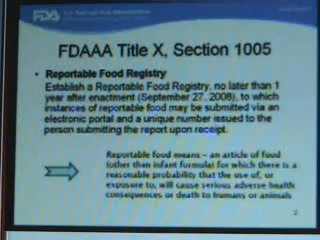 FDA U.S. Food and Drug Administration
FDAAA Title X, Section 1005
• Reportable Food Registry
Establish a Reportable Food Registry, no later than 1
year after enactment (September 27, 2008), to which
instances of reportable food may be submitted via an
electronic portal and a unique number issued to the
person submitting the report upon receipt.
Reportable food means – an article of food
(other than infant formula) for which there is a
reasonable probability that the use of, or
exposure to, will cause serious adverse health
consequences or death to humans or animals
2